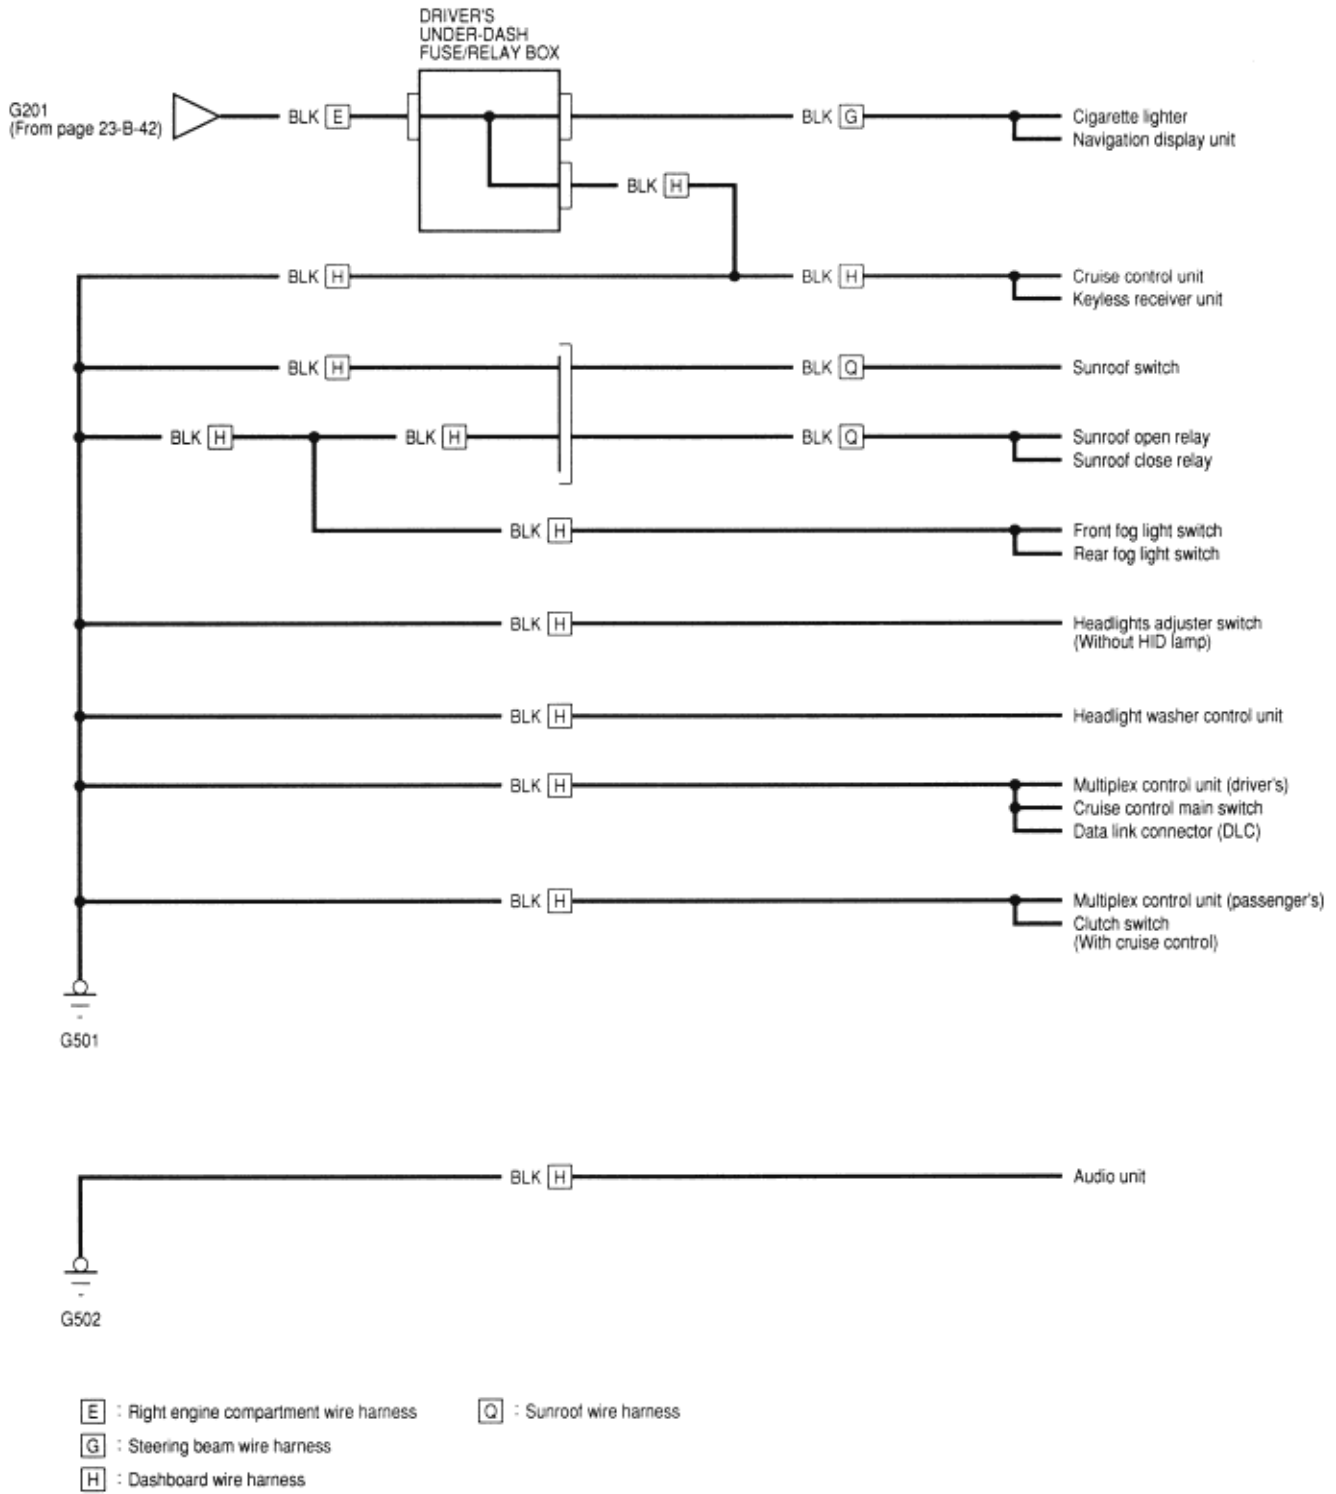 DRIVER'S
UNDER-DASH
FUSE/RELAY BOX
G201
(From page 23-B-42)
BLK E
BLK G
Cigarette lighter
Navigation display unit
BLK H
BLK H
BLK H
Cruise control unit
Keyless receiver unit
BLK H
BLK Q
Sunroof switch
BLK H
BLK H
BLK Q
Sunroof open relay
Sunroof close relay
BLK H
Front fog light switch
Rear fog light switch
BLK H
Headlights adjuster switch
(Without HID lamp)
BLK H
Headlight washer control unit
BLK H
Multiplex control unit (driver's)
Cruise control main switch
Data link connector (DLC)
BLK H
Multiplex control unit (passenger's)
Clutch switch
(With cruise control)
G501
BLK H
Audio unit
G502
E : Right engine compartment wire harness
Q : Sunroof wire harness
G : Steering beam wire harness
H : Dashboard wire harness